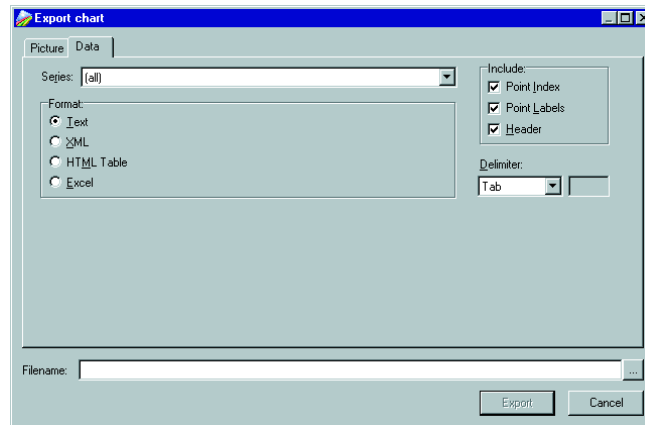 Export chart
Picture Data
Series: (all)
Format:
Text
XML
HTML Table
Excel
Include:
Point Index
Point Labels
Header
Delimiter:
Tab
Filename: ...
Export Cancel